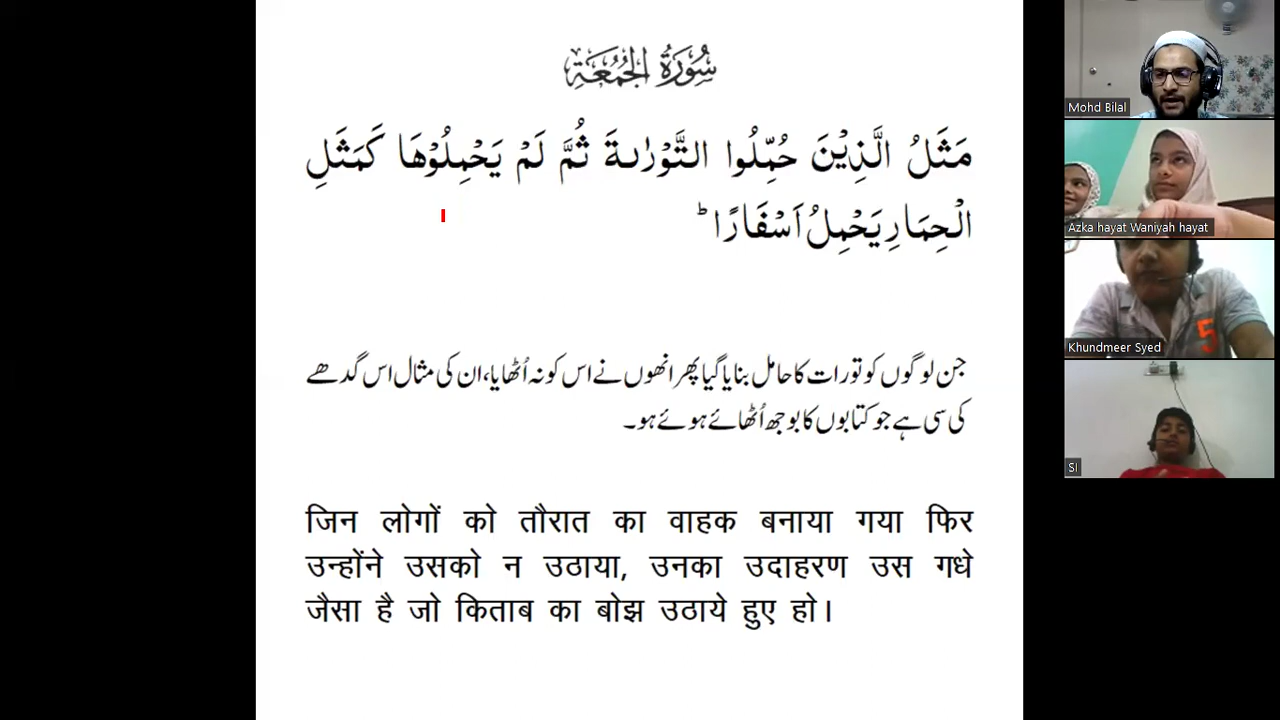 سُورَةُ الْجُمُعَةِ
مَثَلُ الَّذِيْنَ حُمِّلُوا التَّوْرٰىةَ ثُمَّ لَمْ يَحْمِلُوْهَا كَمَثَلِ
الْحِمَارِ يَحْمِلُ اَسْفَارًا ؕ
جن لوگوں کو تورات کا حامل بنایا گیا پھر انھوں نے اس کو نہ اُٹھایا، ان کی مثال اس گدھے
کی سی ہے جو کتابوں کا بوجھ اُٹھائے ہوئے ہو۔
जिन लोगों को तौरात का वाहक बनाया गया फिर
उन्होंने उसको न उठाया, उनका उदाहरण उस गधे
जैसा है जो किताब का बोझ उठाये हुए हो।
Mohd Bilal
Azka hayat Waniyah hayat
Khundmeer Syed
SI
5